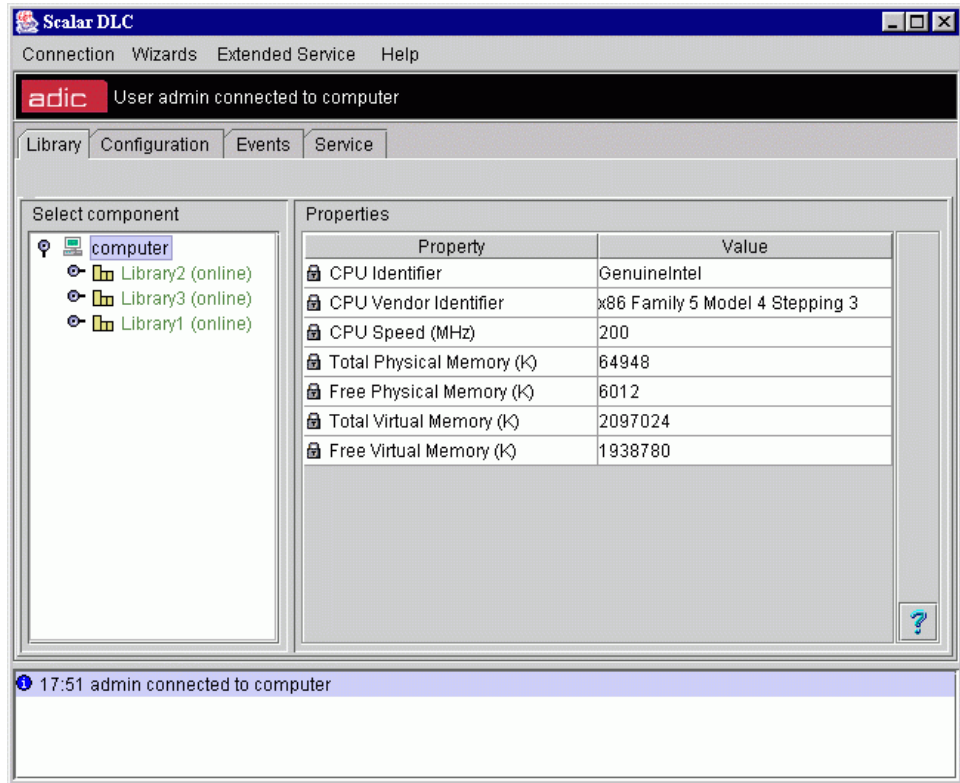 Scalar DLC
Connection Wizards Extended Service Help
adic User admin connected to computer
Library Configuration Events Service
Select component
computer
Library2 (online)
Library3 (online)
Library1 (online)
Properties
Property Value
CPU Identifier GenuineIntel
CPU Vendor Identifier x86 Family 5 Model 4 Stepping 3
CPU Speed (MHz) 200
Total Physical Memory (K) 64948
Free Physical Memory (K) 6012
Total Virtual Memory (K) 2097024
Free Virtual Memory (K) 1938780
?
17:51 admin connected to computer